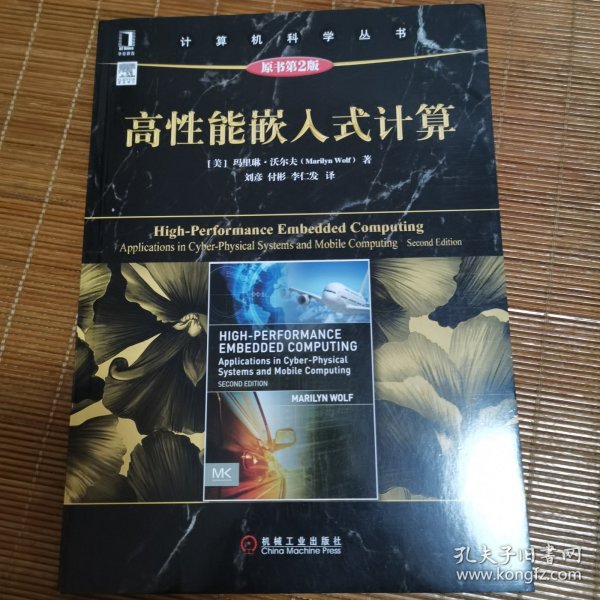 计算机科学丛书
原书第2版
高性能嵌入式计算
[美] 玛里琳·沃尔夫（Marilyn Wolf）著
刘彦 付彬 李仁发 译
High-Performance Embedded Computing
Applications in Cyber-Physical Systems and Mobile Computing Second Edition
HIGH-PERFORMANCE
EMBEDDED COMPUTING
Applications in Cyber-Physical
Systems and Mobile Computing
SECOND EDITION
MARILYN WOLF
MK
机械工业出版社
China Machine Press
孔夫子旧书网
www.kongfz.com